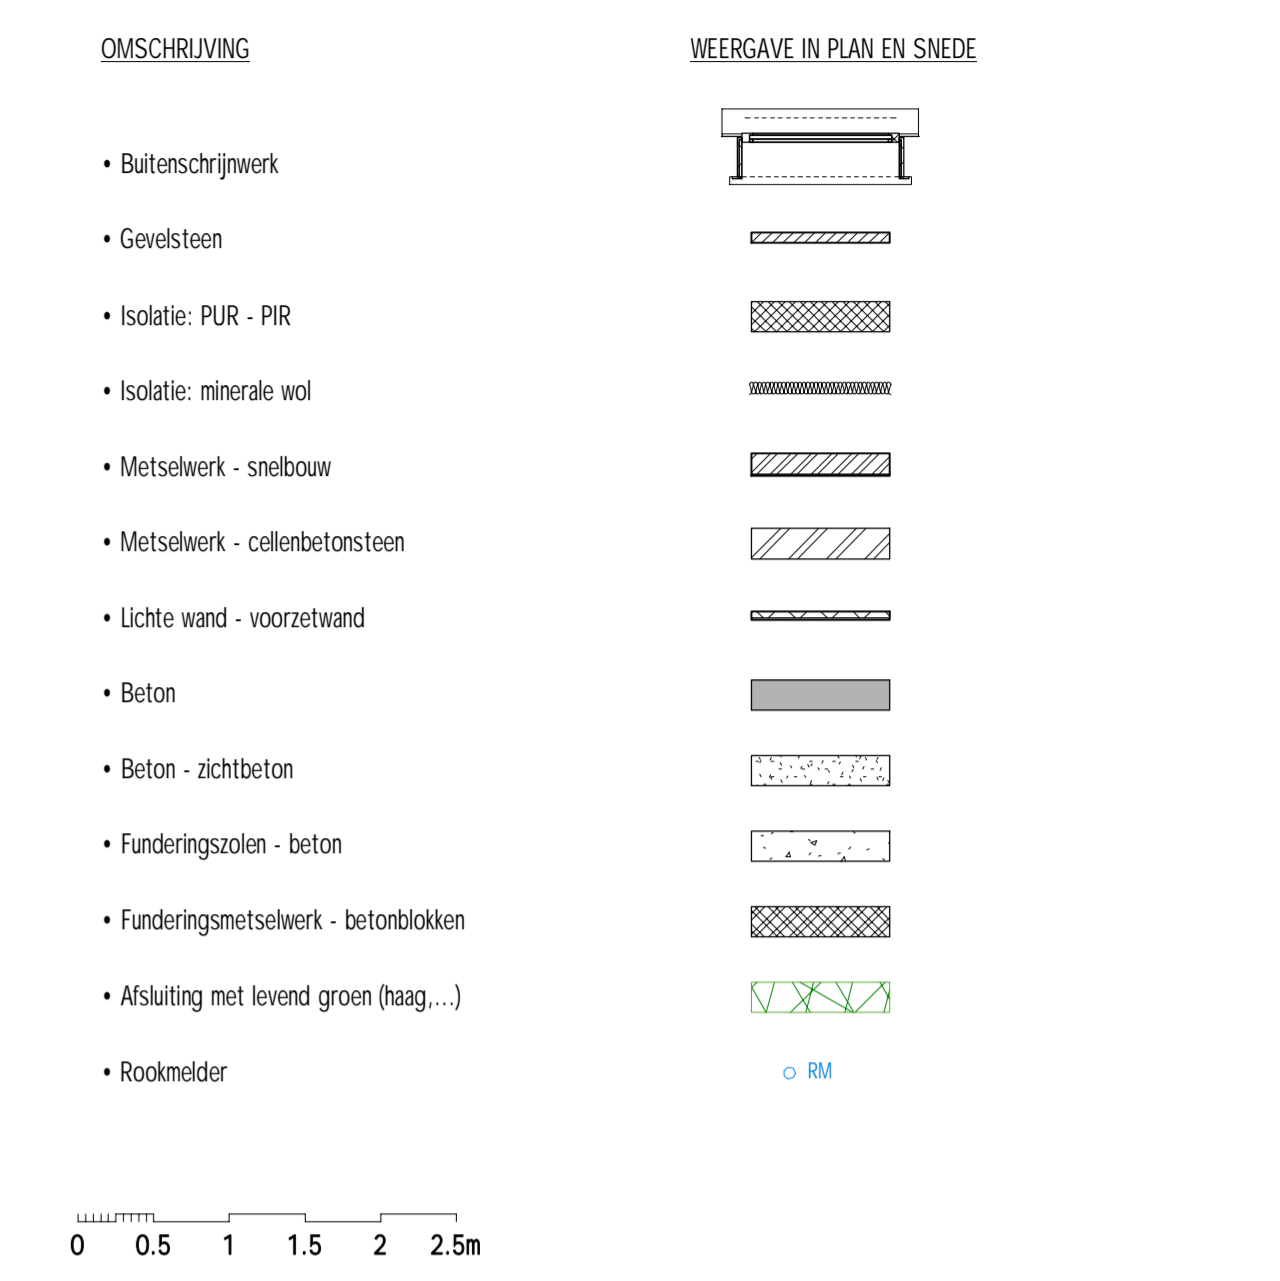 OMSCHRIJVING WEERGAVE IN PLAN EN SNEDE
• Buitenschrijnwerk
• Gevelsteen
• Isolatie: PUR - PIR
• Isolatie: minerale wol
• Metselwerk - snelbouw
• Metselwerk - cellenbetonsteen
• Lichte wand - voorzetwand
• Beton
• Beton - zichtbeton
• Funderingszolen - beton
• Funderingsmetselwerk - betonblokken
• Afsluiting met levend groen (haag,...)
• Rookmelder RM
0 0.5 1 1.5 2 2.5m